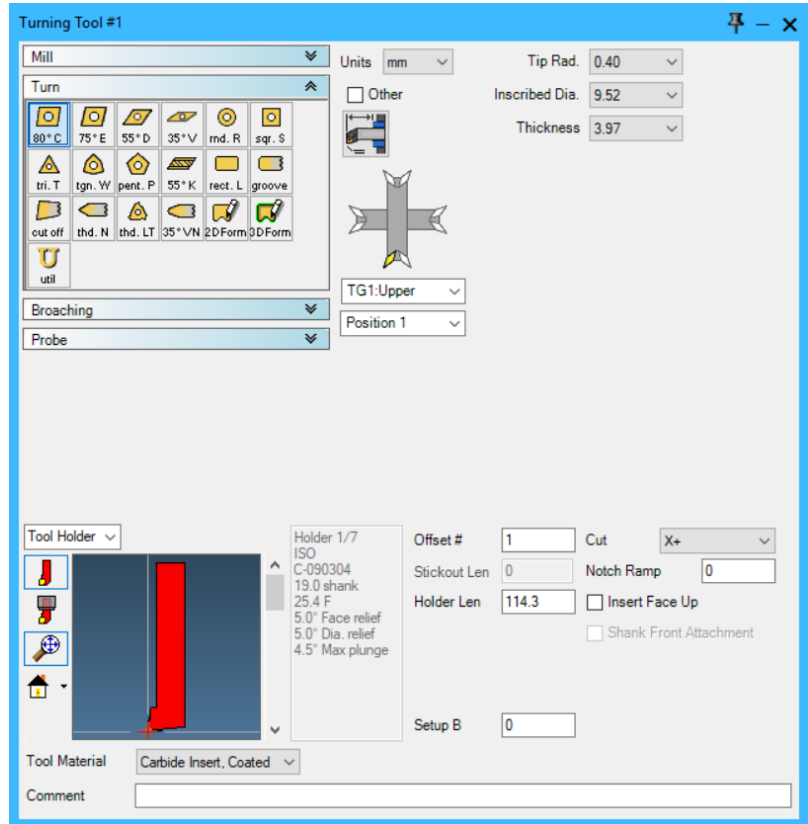 Turning Tool #1
Mill
Turn
80° C 75° E 55° D 35° V rnd. R sqr. S
tri. T tgn. W pent. P 55° K rect. L groove
cut off thd. N thd. LT 35° VN 2DForm 3DForm
util
Broaching
Probe
Units mm
Other
Tip Rad. 0.40
Inscribed Dia. 9.52
Thickness 3.97
TG1:Upper
Position 1
Tool Holder
Holder 1/7
ISO
C-090304
19.0 shank
25.4 F
5.0° Face relief
5.0° Dia. relief
4.5° Max plunge
Offset # 1
Stickout Len 0
Holder Len 114.3
Setup B 0
Cut X+
Notch Ramp 0
Insert Face Up
Shank Front Attachment
Tool Material Carbide Insert, Coated
Comment